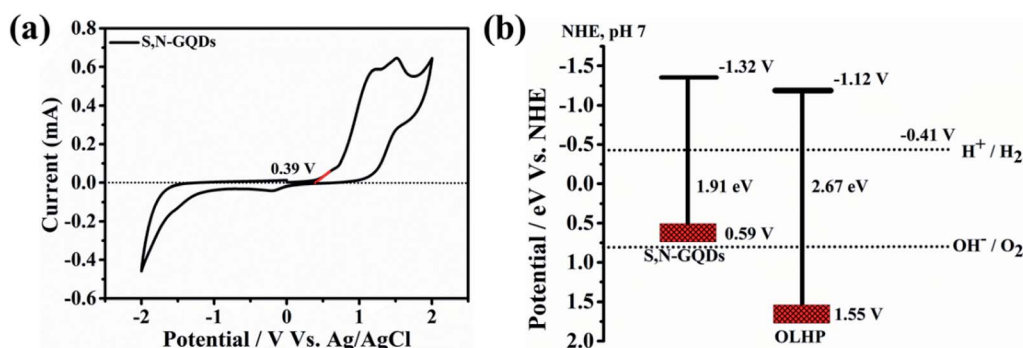 (a)
S,N-GQDs
0.8
0.6
0.4
0.2
0.0
-0.2
-0.4
-0.6
Current (mA)
0.39 V
-2
-1
0
1
2
Potential / V Vs. Ag/AgCl
(b)
NHE, pH 7
Potential / eV Vs. NHE
-1.5
-1.0
-0.5
0.0
0.5
1.0
1.5
2.0
-1.32 V
-1.12 V
-0.41 V
H⁺ / H₂
1.91 eV
2.67 eV
0.59 V
S,N-GQDs
OH⁻ / O₂
1.55 V
OLHP